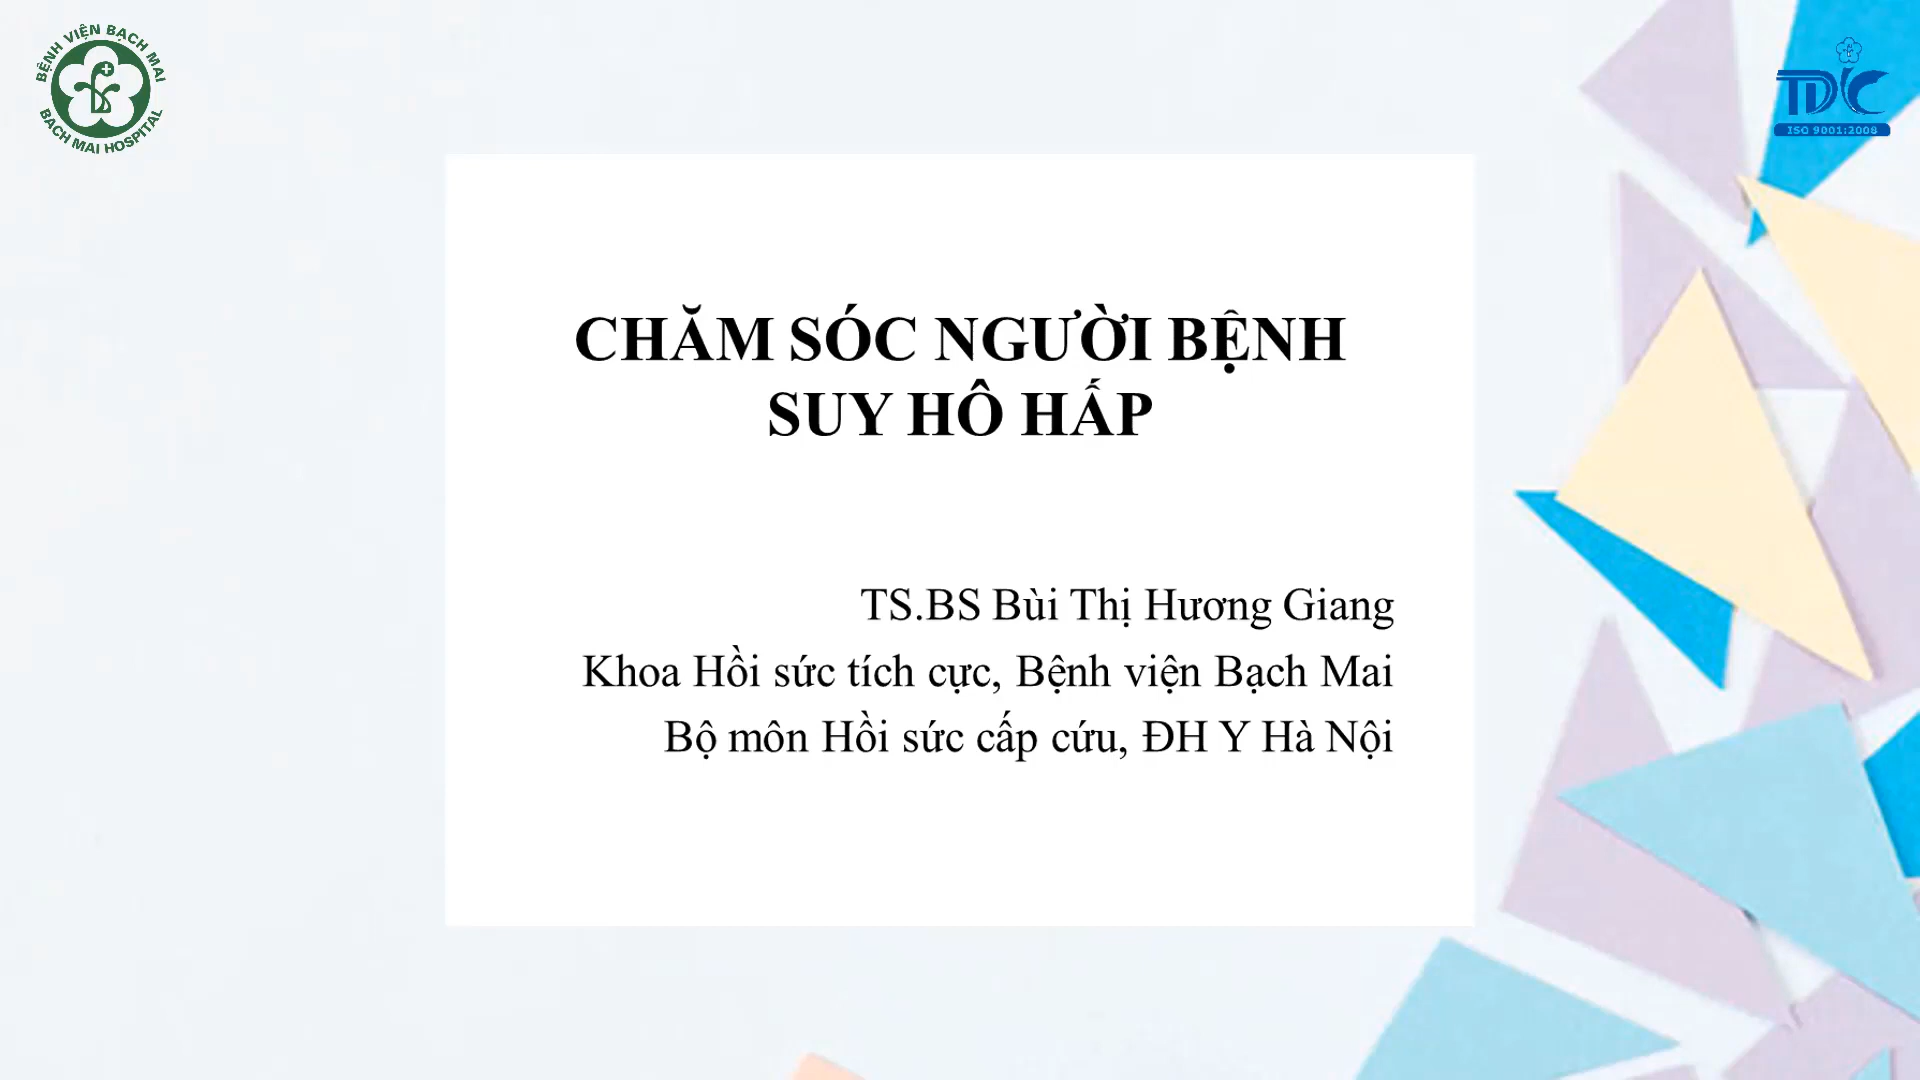 BỆNH VIỆN BẠCH MAI
BACH MAI HOSPITAL
TDC
ISO 9001:2008
CHĂM SÓC NGƯỜI BỆNH
SUY HÔ HẤP
TS.BS Bùi Thị Hương Giang
Khoa Hồi sức tích cực, Bệnh viện Bạch Mai
Bộ môn Hồi sức cấp cứu, ĐH Y Hà Nội